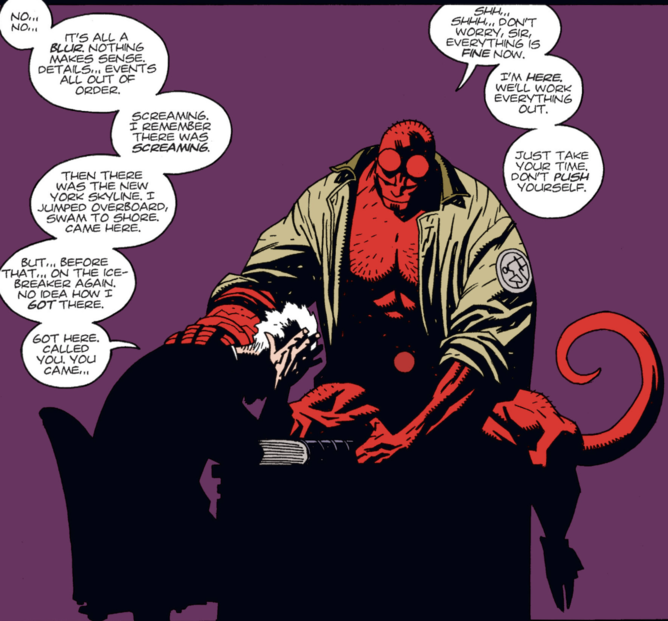 NO...
NO...
IT'S ALL A
BLUR. NOTHING
MAKES SENSE.
DETAILS... EVENTS
ALL OUT OF
ORDER.
SCREAMING.
I REMEMBER
THERE WAS
SCREAMING.
THEN THERE
WAS THE NEW
YORK SKYLINE. I
JUMPED OVERBOARD,
SWAM TO SHORE.
CAME HERE.
BUT... BEFORE
THAT... ON THE ICE-
BREAKER AGAIN.
NO IDEA HOW I
GOT THERE.
GOT HERE.
CALLED
YOU. YOU
CAME...
SHH...
SHHH... DON'T
WORRY, SIR,
EVERYTHING IS
FINE NOW.
I'M HERE.
WE'LL WORK
EVERYTHING
OUT.
JUST TAKE
YOUR TIME.
DON'T PUSH
YOURSELF.